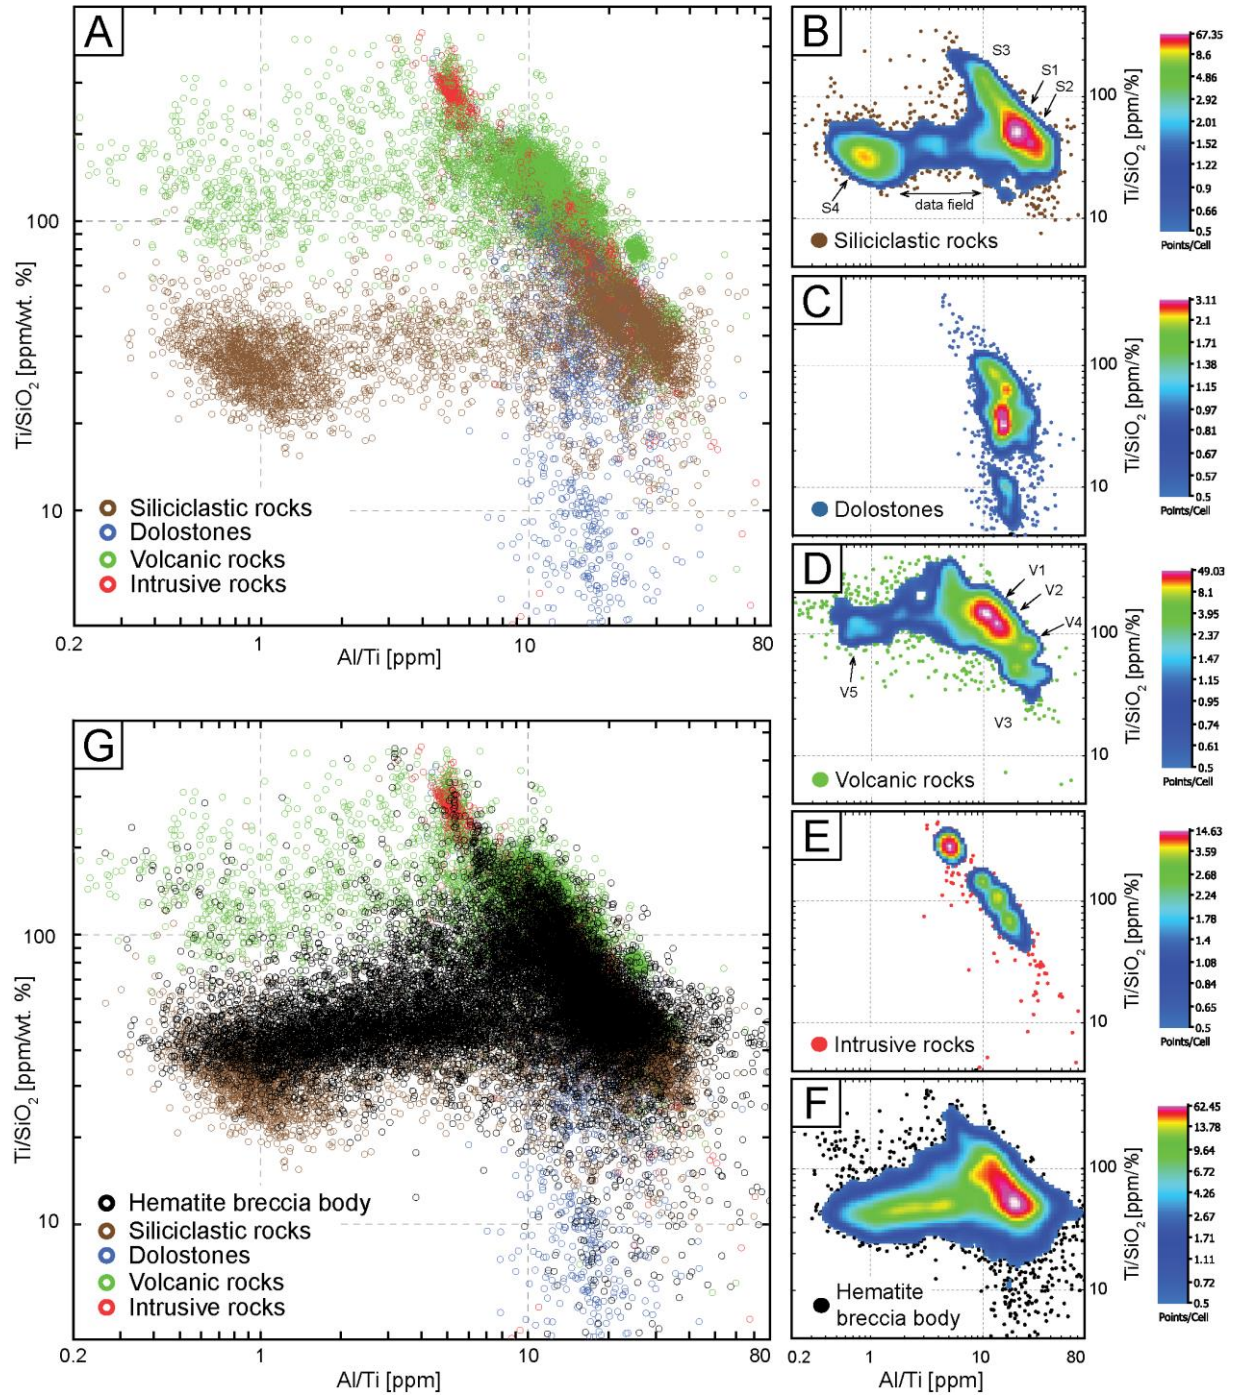 A
Ti/SiO2 [ppm/wt. %]
100
10
Siliciclastic rocks
Dolostones
Volcanic rocks
Intrusive rocks
0.2
1
10
80
Al/Ti [ppm]
B
S3
S1
S2
S4
data field
Siliciclastic rocks
100
10
Ti/SiO2 [ppm/%]
67.35
8.6
4.86
2.92
2.01
1.52
1.22
0.9
0.66
0.5
Points/Cell
C
Dolostones
100
10
Ti/SiO2 [ppm/%]
3.11
2.1
1.71
1.38
1.15
0.97
0.81
0.67
0.57
0.5
Points/Cell
D
V1
V2
V4
V5
V3
Volcanic rocks
100
10
Ti/SiO2 [ppm/%]
49.03
8.1
3.95
2.37
1.47
1.15
0.95
0.74
0.61
0.5
Points/Cell
E
Intrusive rocks
100
10
Ti/SiO2 [ppm/%]
14.63
3.59
2.68
2.24
1.78
1.4
1.08
0.84
0.65
0.5
Points/Cell
F
Hematite
breccia body
100
10
Ti/SiO2 [ppm/%]
0.2
1
10
80
Al/Ti [ppm]
62.45
13.78
9.64
6.72
4.26
2.67
1.71
1.11
0.72
0.5
Points/Cell
G
Ti/SiO2 [ppm/wt. %]
100
10
Hematite breccia body
Siliciclastic rocks
Dolostones
Volcanic rocks
Intrusive rocks
0.2
1
10
80
Al/Ti [ppm]